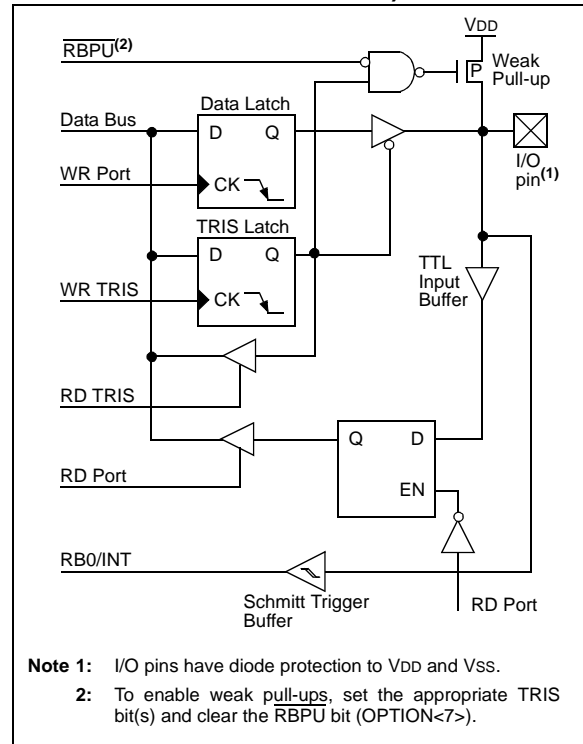 VDD
RBPU(2)
P
Weak
Pull-up
Data Latch
Data Bus
D Q
I/O
pin(1)
WR Port
CK
TRIS Latch
D Q
TTL
Input
Buffer
WR TRIS
CK
RD TRIS
Q D
RD Port
EN
RB0/INT
Schmitt Trigger
Buffer
RD Port
Note 1: I/O pins have diode protection to VDD and VSS.
2: To enable weak pull-ups, set the appropriate TRIS
bit(s) and clear the RBPU bit (OPTION<7>).